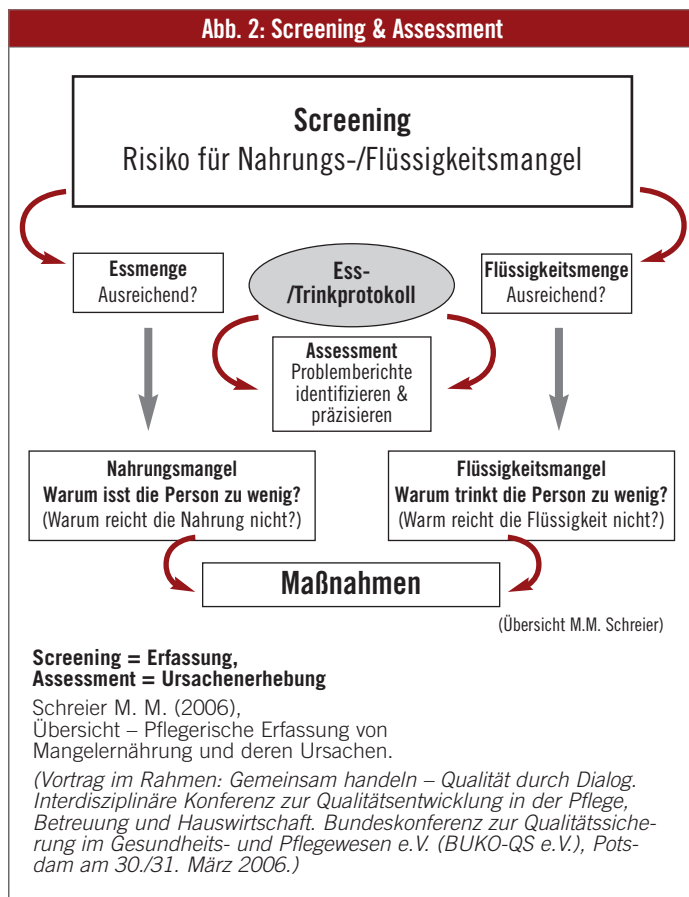 Abb. 2: Screening & Assessment
Screening
Risiko für Nahrungs-/Flüssigkeitsmangel
Essmenge
Ausreichend?
Ess-
/Trinkprotokoll
Flüssigkeitsmenge
Ausreichend?
Assessment
Problemberichte
identifizieren &
präzisieren
Nahrungsmangel
Warum isst die Person zu wenig?
(Warum reicht die Nahrung nicht?)
Flüssigkeitsmangel
Warum trinkt die Person zu wenig?
(Warm reicht die Flüssigkeit nicht?)
Maßnahmen
(Übersicht M.M. Schreier)
Screening = Erfassung,
Assessment = Ursachenerhebung
Schreier M. M. (2006),
Übersicht – Pflegerische Erfassung von
Mangelernährung und deren Ursachen.
(Vortrag im Rahmen: Gemeinsam handeln – Qualität durch Dialog.
Interdisziplinäre Konferenz zur Qualitätsentwicklung in der Pflege,
Betreuung und Hauswirtschaft. Bundeskonferenz zur Qualitätssiche-
rung im Gesundheits- und Pflegewesen e.V. (BUKO-QS e.V.), Pots-
dam am 30./31. März 2006.)